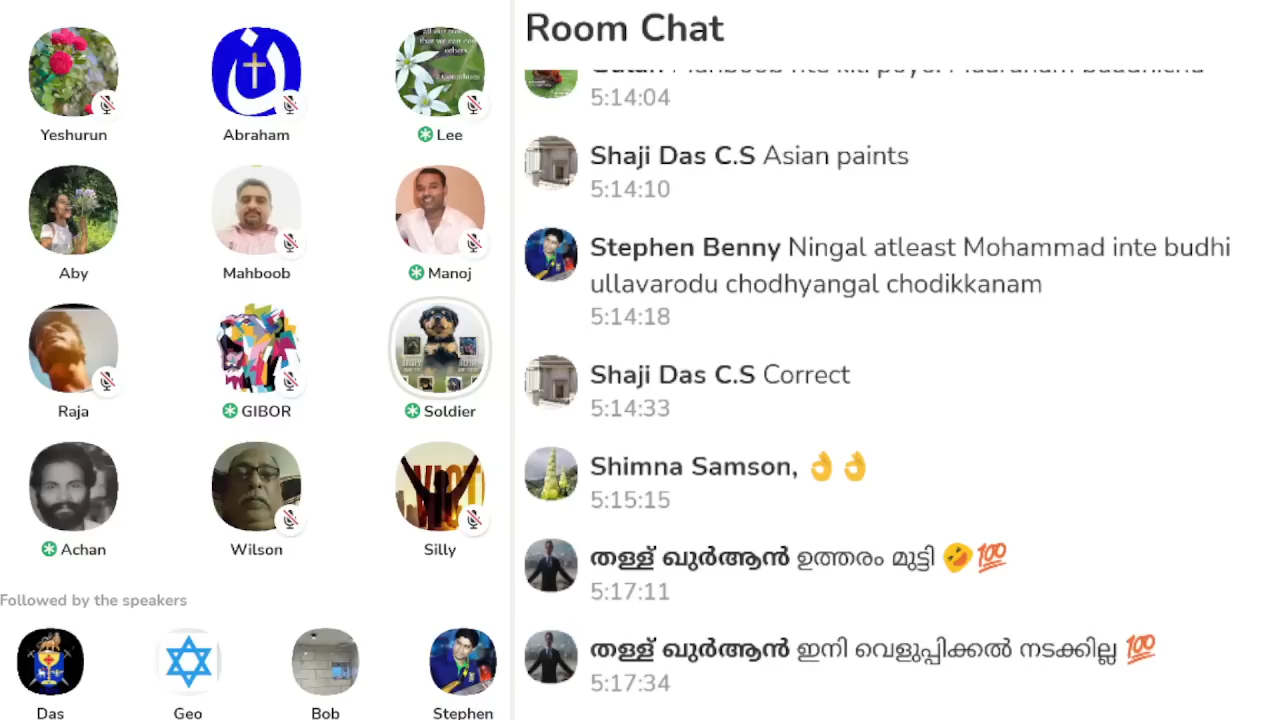 Yeshurun
Abraham
Lee
Aby
Mahboob
Manoj
Raja
GIBOR
Soldier
Achan
Wilson
Silly
Followed by the speakers
Das
Geo
Bob
Stephen
Room Chat
5:14:04
Shaji Das C.S Asian paints
5:14:10
Stephen Benny Ningal atleast Mohammad inte budhi
ullavarodu chodhyangal chodikkanam
5:14:18
Shaji Das C.S Correct
5:14:33
Shimna Samson, 👌👌
5:15:15
തള്ള് ഖുർആൻ ഉത്തരം മുട്ടി 🤣💯
5:17:11
തള്ള് ഖുർആൻ ഇനി വെളുപ്പിക്കൽ നടക്കില്ല 💯
5:17:34